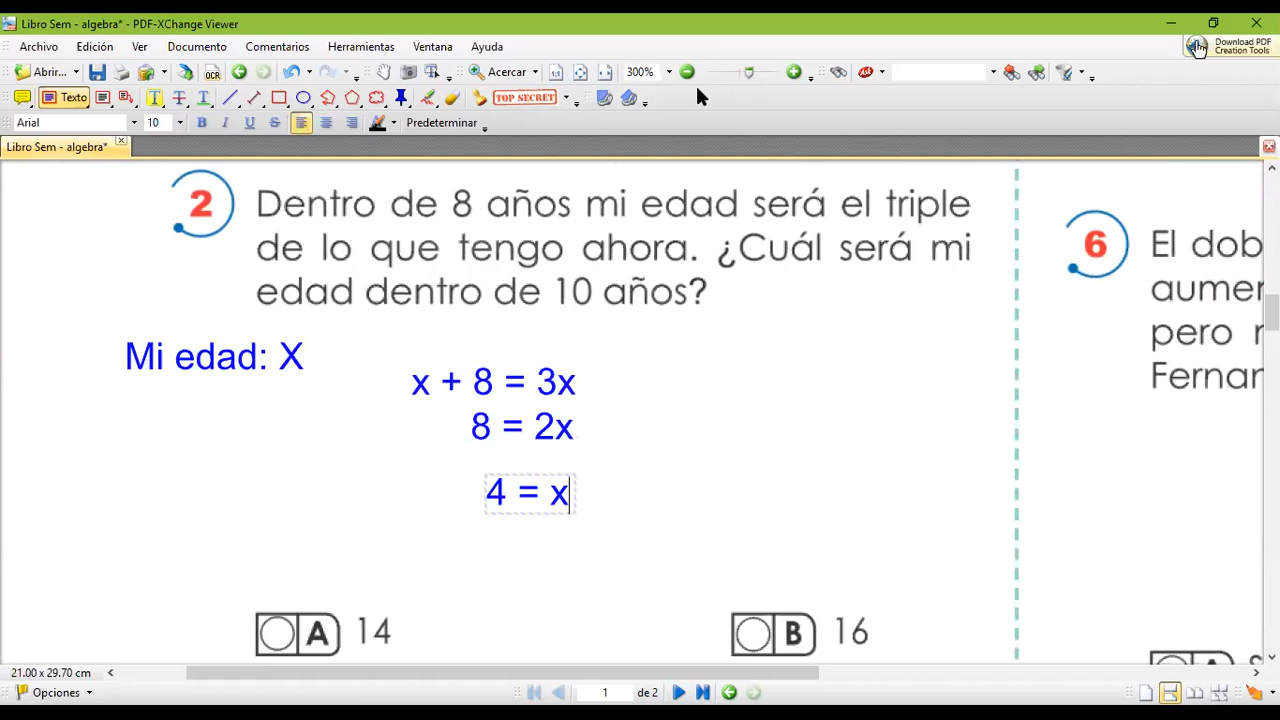 Libro Sem - algebra* - PDF-XChange Viewer
Archivo Edición Ver Documento Comentarios Herramientas Ventana Ayuda
Download PDF Creation Tools
Abrir... OCR Acercar 300%
Texto TOP SECRET
Arial 10 B I U S Predeterminar
Libro Sem - algebra*
2 Dentro de 8 años mi edad será el triple
de lo que tengo ahora. ¿Cuál será mi
edad dentro de 10 años?
Mi edad: X
x + 8 = 3x
8 = 2x
4 = x
A 14
B 16
6 El dob
aumer
pero r
Fernar
21.00 x 29.70 cm
Opciones 1 de 2